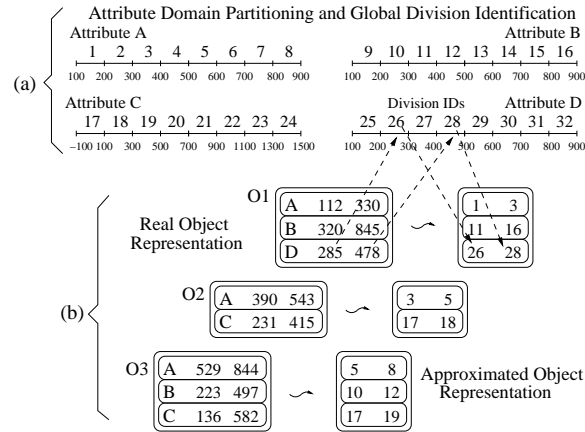 Attribute Domain Partitioning and Global Division Identification
Attribute A
1 2 3 4 5 6 7 8
100 200 300 400 500 600 700 800 900
Attribute B
9 10 11 12 13 14 15 16
100 200 300 400 500 600 700 800 900
(a)
Attribute C
17 18 19 20 21 22 23 24
−100 100 300 500 700 900 1100 1300 1500
Division IDs
Attribute D
25 26 27 28 29 30 31 32
100 200 300 400 500 600 700 800 900
(b)
Real Object
Representation
O1
A 112 330
B 320 845
D 285 478
1 3
11 16
26 28
O2
A 390 543
C 231 415
3 5
17 18
O3
A 529 844
B 223 497
C 136 582
5 8
10 12
17 19
Approximated Object
Representation